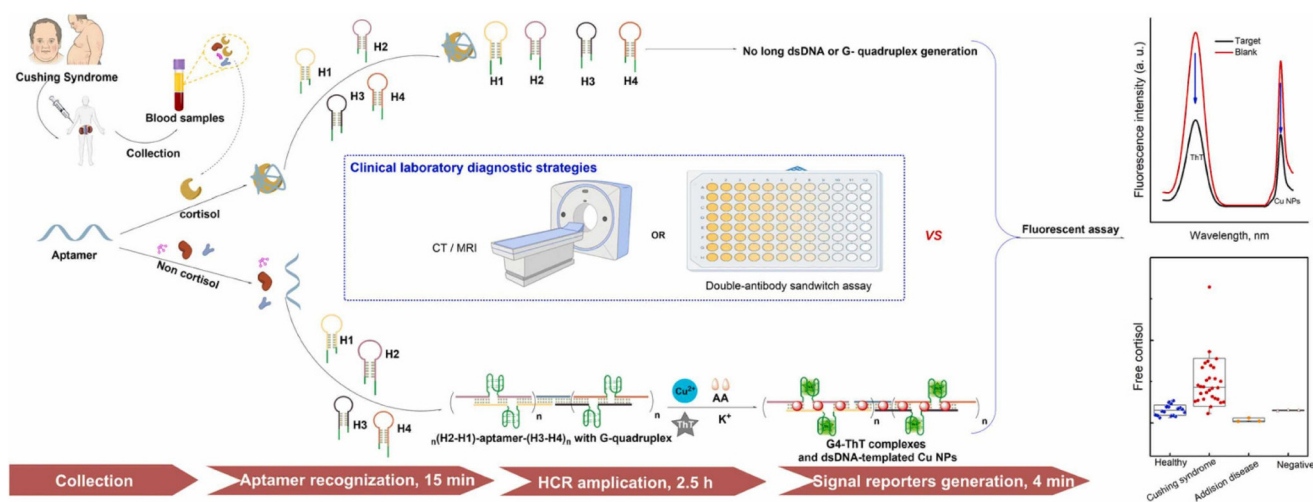 Cushing Syndrome
Blood samples
Collection
cortisol
Aptamer
Non cortisol
H1
H2
H3
H4
H1
H2
H3
H4
No long dsDNA or G- quadruplex generation
Clinical laboratory diagnostic strategies
CT / MRI
OR
Double-antibody sandwitch assay
VS
Fluorescent assay
H1
H2
H3
H4
n(H2-H1)-aptamer-(H3-H4)n with G-quadruplex
n
n
Cu2+
AA
ThT
K+
n
n
G4-ThT complexes
and dsDNA-templated Cu NPs
Fluorescence intensity (a. u.)
Target
Blank
ThT
Cu NPs
Wavelength, nm
Free cortisol
Healthy
Cushing syndrome
Addision disease
Negative
Collection
Aptamer recognization, 15 min
HCR amplication, 2.5 h
Signal reporters generation, 4 min